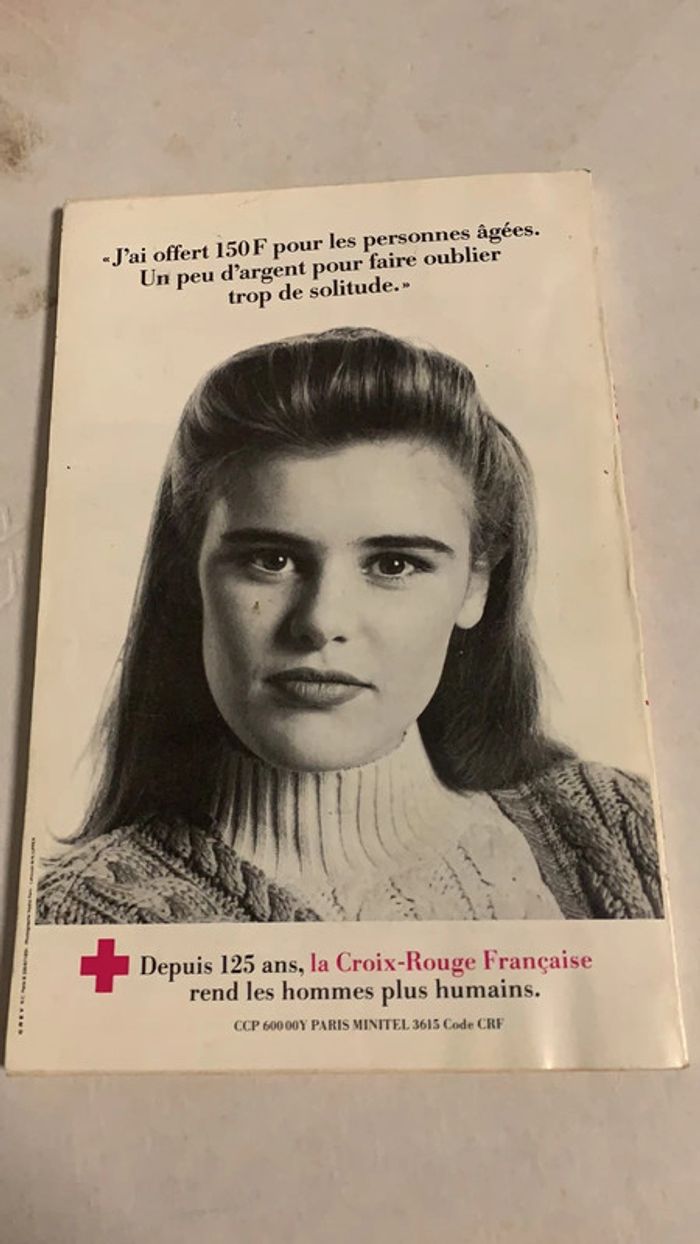 «J'ai offert 150F pour les personnes âgées.
Un peu d'argent pour faire oublier
trop de solitude.»
Depuis 125 ans, la Croix-Rouge Française
rend les hommes plus humains.
CCP 600 00Y PARIS MINITEL 3615 Code CRF